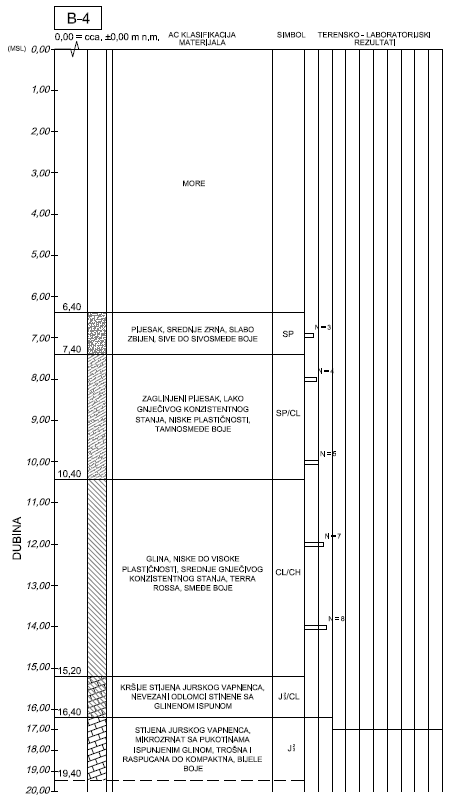 B-4
0,00 = cca, ±0,00 m n,m,
AC KLASIFIKACIJA
MATERIJALA
SIMBOL
TERENSKO - LABORATORIJSKI
REZULTATI
(MSL)
0,00
1,00
2,00
3,00
MORE
4,00
5,00
6,00
6,40
PIJESAK, SREDNJE ZRNA, SLABO
ZBIJEN, SIVE DO SIVOSMEĐE BOJE
SP
N=3
7,00
7,40
8,00
ZAGLINJENI PIJESAK, LAKO
GNJEČIVOG KONZISTENTNOG
STANJA, NISKE PLASTIČNOSTI,
TAMNOSMEĐE BOJE
SP/CL
N=4
9,00
10,00
N=5
10,40
11,00
12,00
N=7
GLINA, NISKE DO VISOKE
PLASTIČNOSTI, SREDNJE GNJEČIVOG
KONZISTENTNOG STANJA, TERRA
ROSSA, SMEĐE BOJE
CL/CH
13,00
14,00
N=8
15,00
15,20
KRŠJE STIJENA JURSKOG VAPNENCA,
NEVEZANI ODLOMCI STIJENE SA
GLINENOM ISPUNOM
16,00
16,40
17,00
STIJENA JURSKOG VAPNENCA,
MIKROZRNAT SA PUKOTINAMA
ISPUNJENIM GLINOM, TROŠNA I
RASPUCANA DO KOMPAKTNA, BIJELE
BOJE
18,00
19,00
19,40
20,00
DUBINA